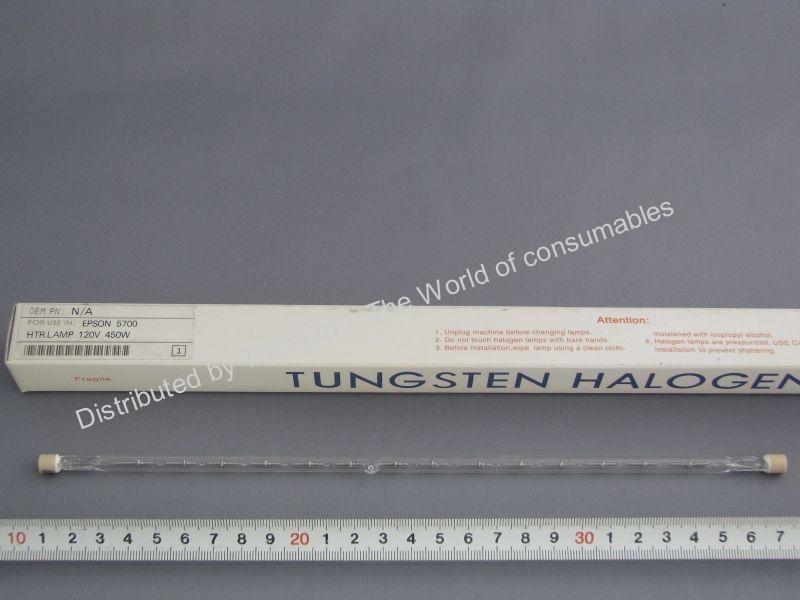 Distributed by The World of consumables
OEM PN: N/A
FOR USE IN: EPSON 5700
HTR.LAMP 120V 450W
1
Fragile
Attention:
1. Unplug machine before changing lamps.
2. Do not touch halogen lamps with bare hands.
3. Before installation,wipe lamp using a clean cloth-
moistened with isopropyl alcohol.
4. Halogen lamps are pressurized. USE CA
installation to prevent shattering.
TUNGSTEN HALOGEN
10 1 2 3 4 5 6 7 8 9 20 1 2 3 4 5 6 7 8 9 30 1 2 3 4 5 6 7